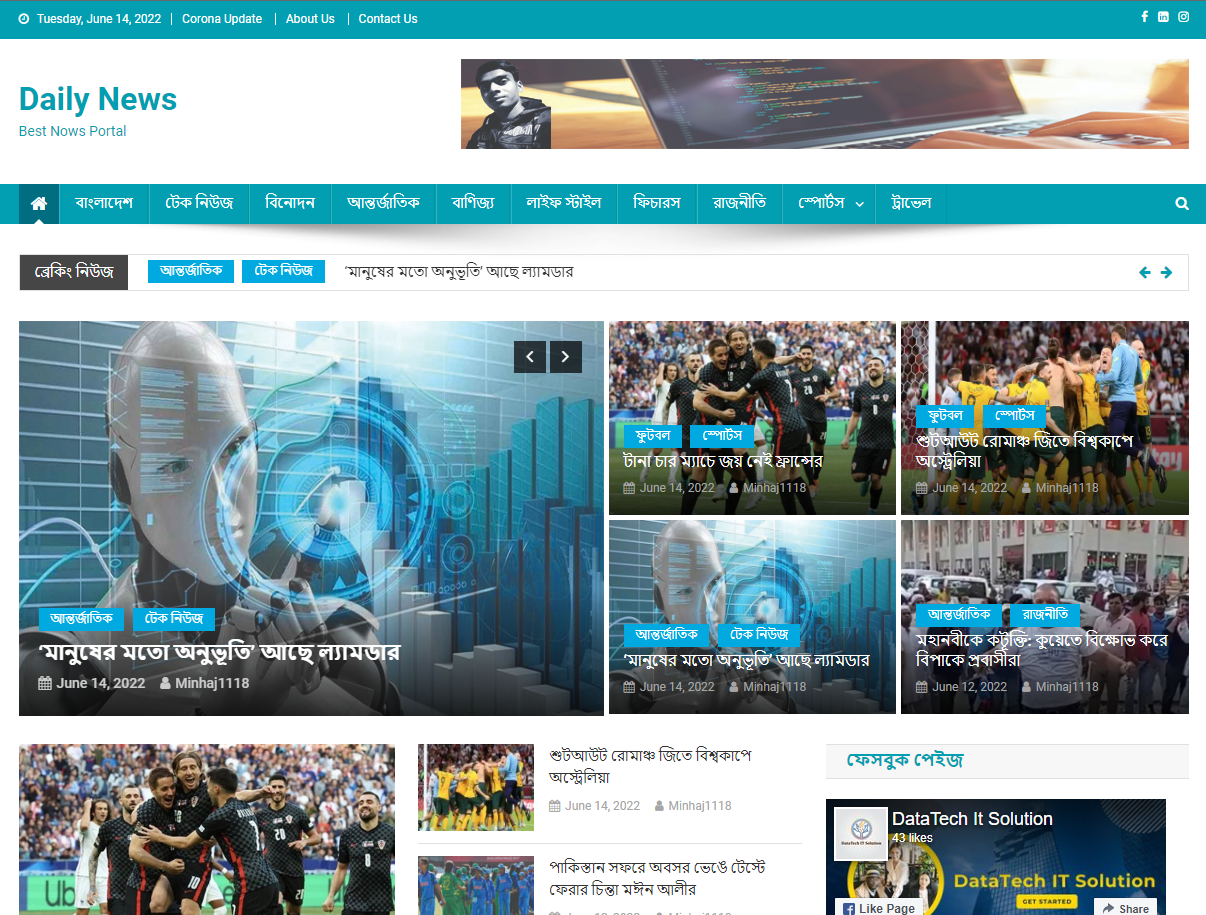 Tuesday, June 14, 2022 Corona Update About Us Contact Us
Daily News
Best Nows Portal
বাংলাদেশ টেক নিউজ বিনোদন আন্তর্জাতিক বাণিজ্য লাইফ স্টাইল ফিচারস রাজনীতি স্পোর্টস ট্রাভেল
ব্রেকিং নিউজ আন্তর্জাতিক টেক নিউজ ‘মানুষের মতো অনুভূতি’ আছে ল্যামডার
আন্তর্জাতিক টেক নিউজ
‘মানুষের মতো অনুভূতি’ আছে ল্যামডার
June 14, 2022 Minhaj1118
ফুটবল স্পোর্টস
টানা চার ম্যাচে জয় নেই ফ্রান্সের
June 14, 2022 Minhaj1118
ফুটবল স্পোর্টস
শুটআউট রোমাঞ্চ জিতে বিশ্বকাপে
অস্ট্রেলিয়া
June 14, 2022 Minhaj1118
আন্তর্জাতিক টেক নিউজ
‘মানুষের মতো অনুভূতি’ আছে ল্যামডার
June 14, 2022 Minhaj1118
আন্তর্জাতিক রাজনীতি
মহানবীকে কটূক্তি: কুয়েতে বিক্ষোভ করে
বিপাকে প্রবাসীরা
June 12, 2022 Minhaj1118
শুটআউট রোমাঞ্চ জিতে বিশ্বকাপে
অস্ট্রেলিয়া
June 14, 2022 Minhaj1118
পাকিস্তান সফরে অবসর ভেঙে টেস্টে
ফেরার চিন্তা মঈন আলীর
ফেসবুক পেইজ
DataTech It Solution
43 likes
DataTech IT Solution
GET STARTED
Like Page Share